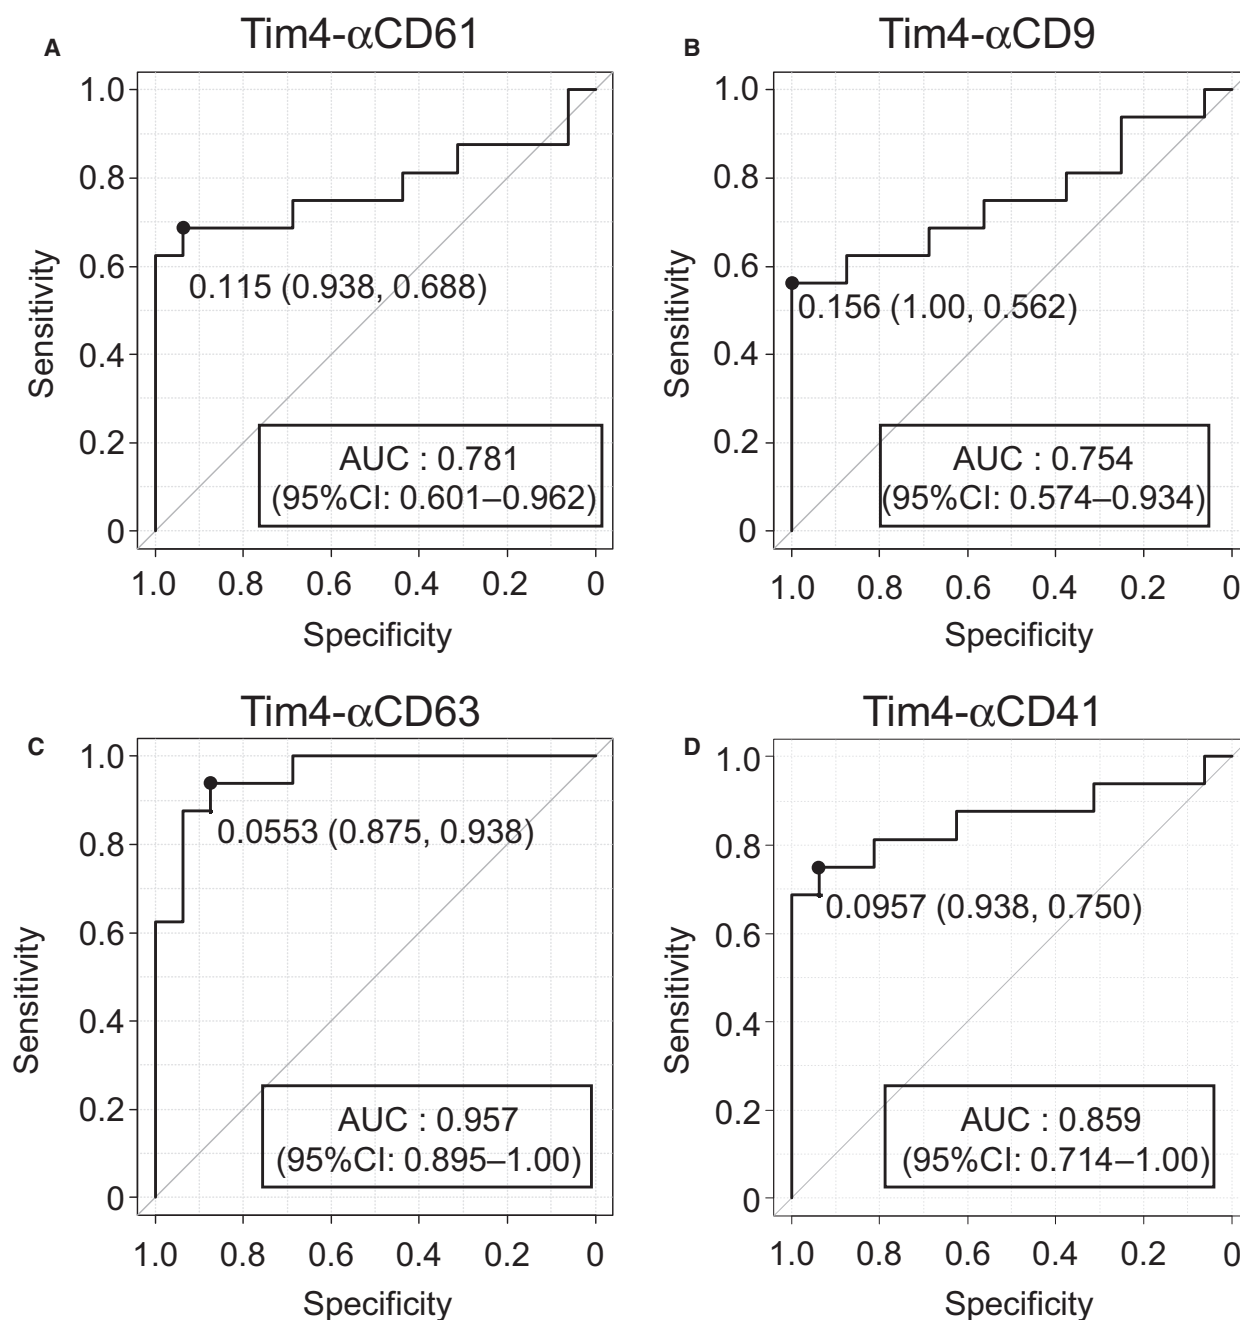 A
Tim4-αCD61
Sensitivity
1.0
0.8
0.6
0.4
0.2
0
0.115 (0.938, 0.688)
AUC : 0.781
(95%CI: 0.601–0.962)
1.0 0.8 0.6 0.4 0.2 0
Specificity
B
Tim4-αCD9
Sensitivity
1.0
0.8
0.6
0.4
0.2
0
0.156 (1.00, 0.562)
AUC : 0.754
(95%CI: 0.574–0.934)
1.0 0.8 0.6 0.4 0.2 0
Specificity
C
Tim4-αCD63
Sensitivity
1.0
0.8
0.6
0.4
0.2
0
0.0553 (0.875, 0.938)
AUC : 0.957
(95%CI: 0.895–1.00)
1.0 0.8 0.6 0.4 0.2 0
Specificity
D
Tim4-αCD41
Sensitivity
1.0
0.8
0.6
0.4
0.2
0
0.0957 (0.938, 0.750)
AUC : 0.859
(95%CI: 0.714–1.00)
1.0 0.8 0.6 0.4 0.2 0
Specificity